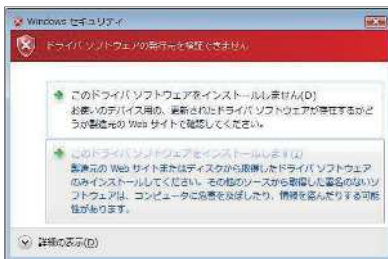 Windows セキュリティ
ドライバ ソフトウェアの発行元を検証できません
このドライバ ソフトウェアをインストールしません(D)
お使いのデバイス用の、更新されたドライバ ソフトウェアが存在するかど
うか製造元の Web サイトで確認してください。
このドライバ ソフトウェアをインストールします(I)
製造元の Web サイトまたはディスクから取得したドライバ ソフトウェア
のみインストールしてください。その他のソースから取得した署名のないソ
フトウェアは、コンピュータに危害を及ぼしたり、情報を盗んだりする可能
性があります。
詳細の表示(D)